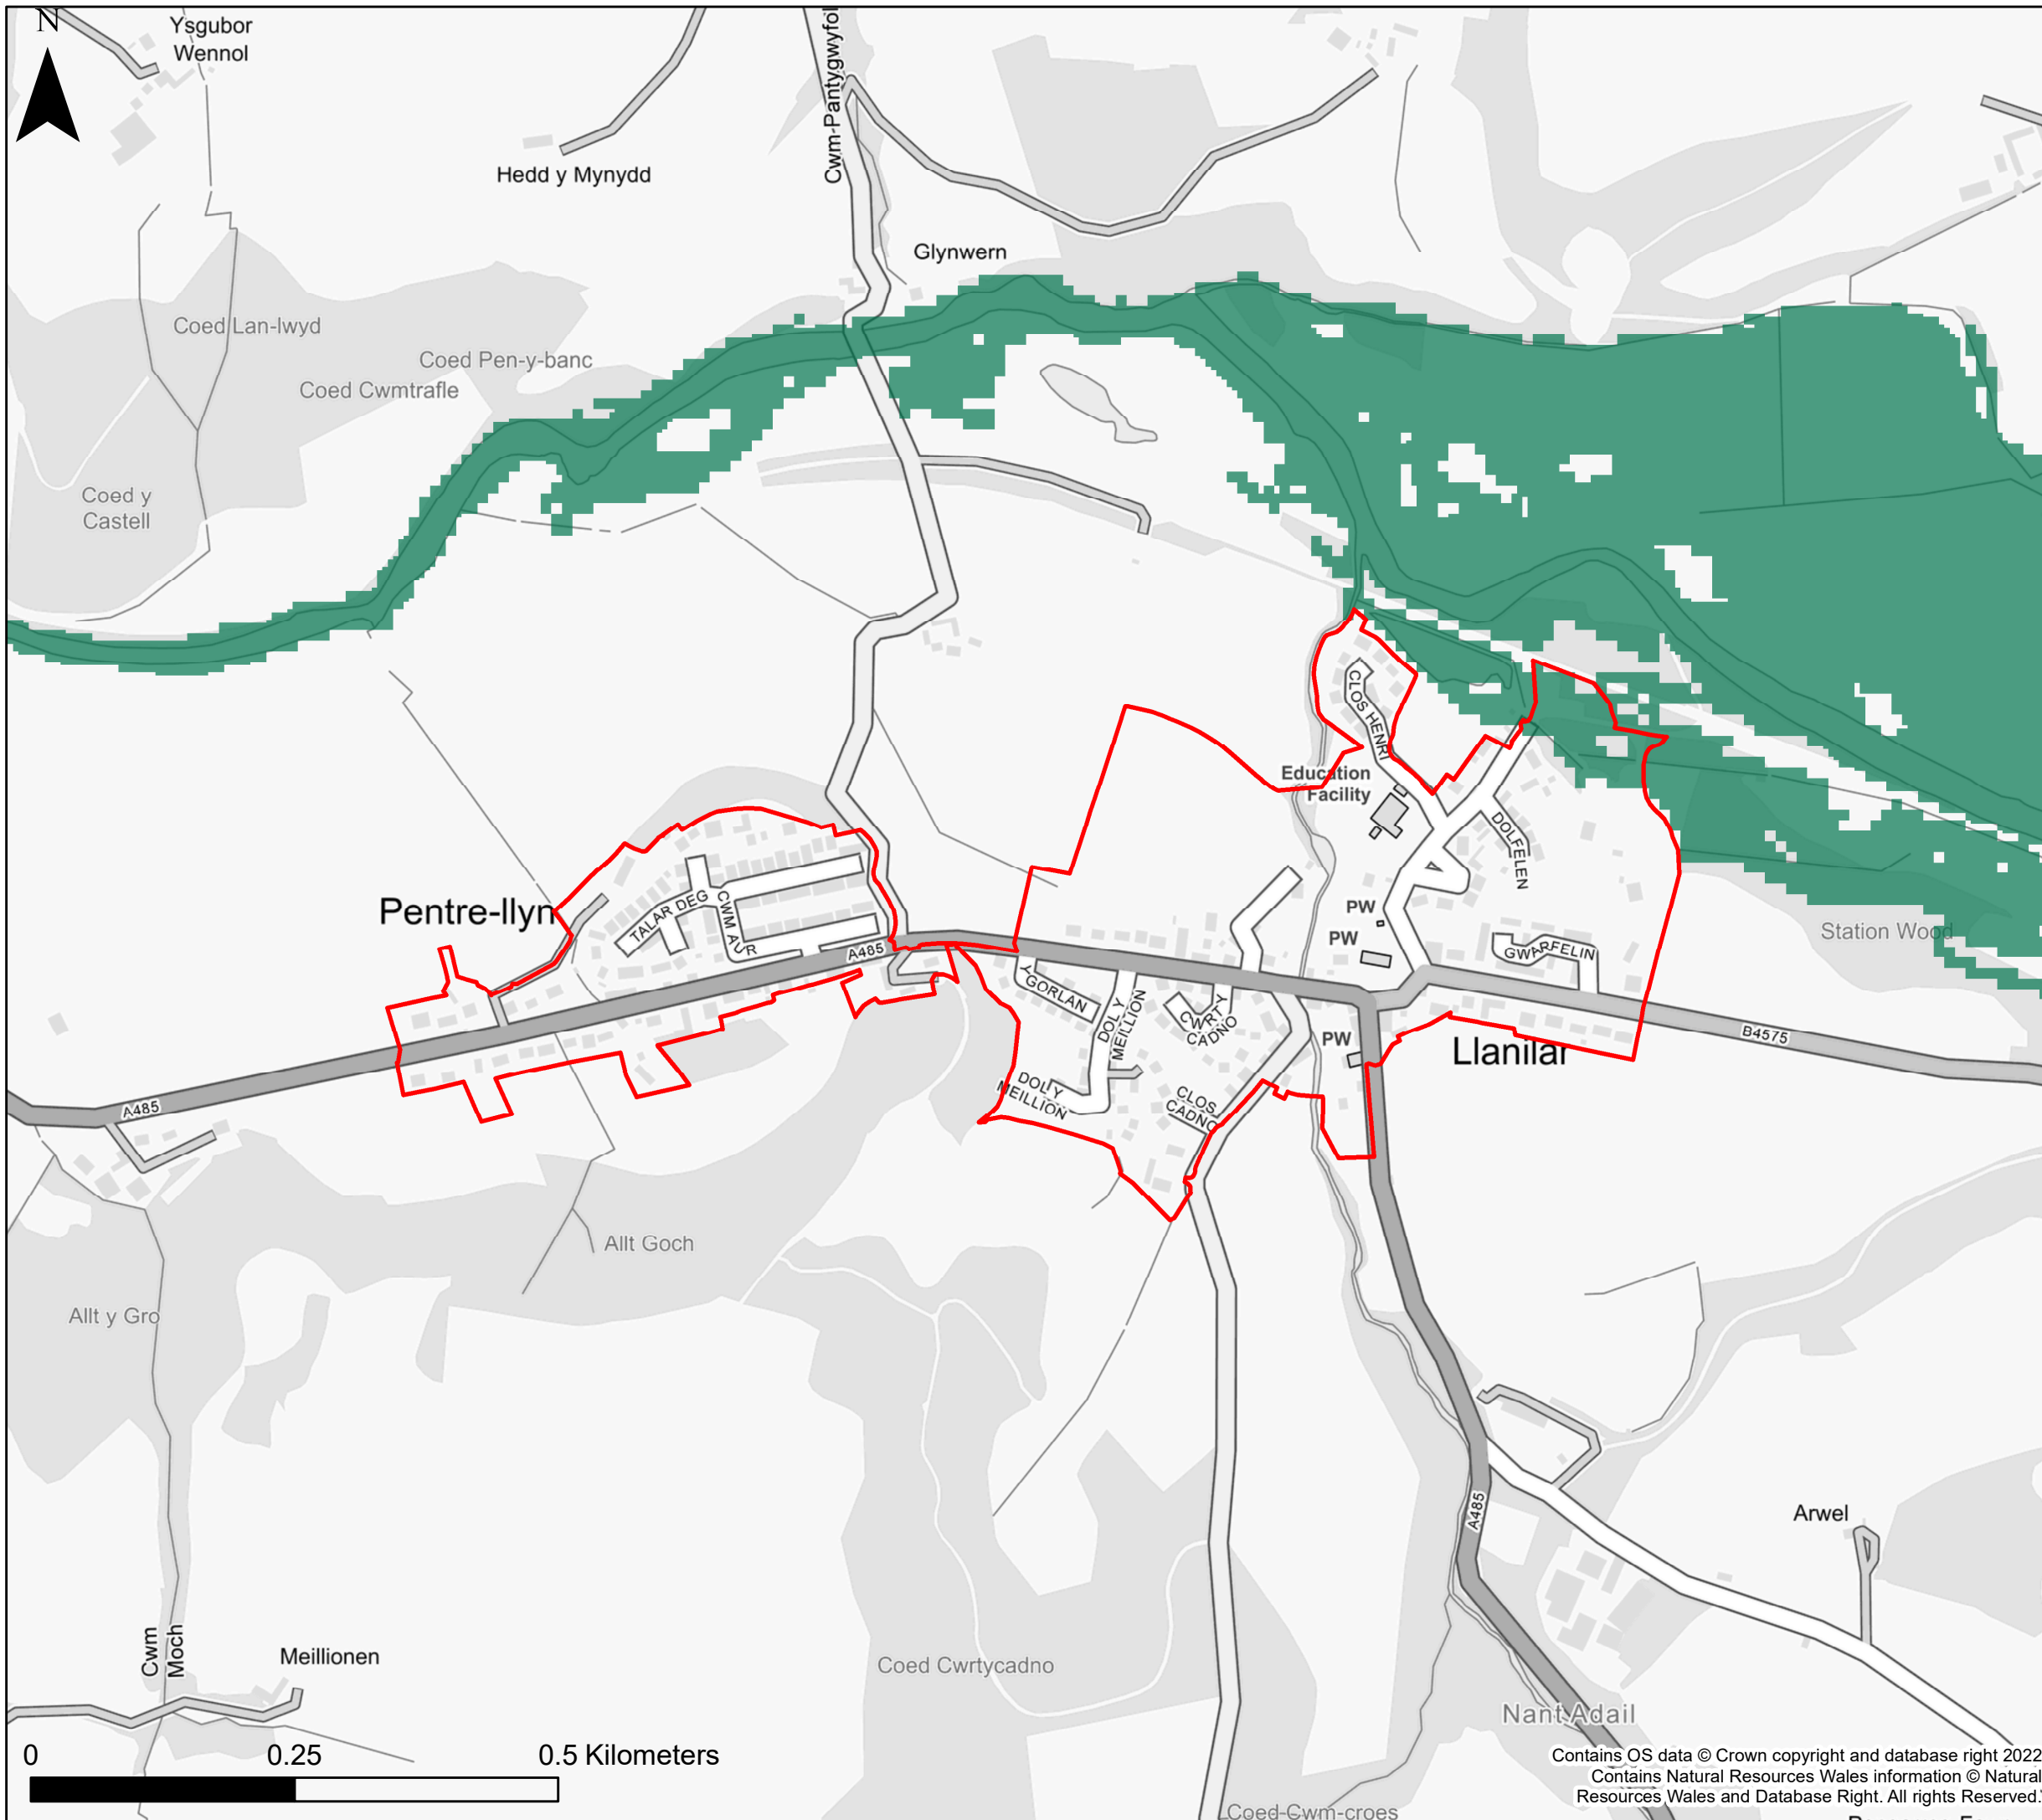 N
Ysgubor
Wennol
Cwm-Pantygwyfol
Hedd y Mynydd
Glynwern
Coed Lan-lwyd
Coed Pen-y-banc
Coed Cwmtrafle
Coed y
Castell
CLOS HENRI
Education
Facility
DOLFELEN
Pentre-llyn
TALAR DEG
CWM AUR
A485
PW
PW
Station Wood
GWARFELIN
Y GORLAN
DOL Y
MEILLION
CWRT Y
CADNO
PW
Llanilar
B4575
DOL Y
MEILLION
CLOS
CADNO
A485
Allt Goch
Allt y Gro
A485
Arwel
Cwm
Moch
Meillionen
Coed Cwrtycadno
Nant Adail
0
0.25
0.5 Kilometers
Contains OS data © Crown copyright and database right 2022
Contains Natural Resources Wales information © Natural
Resources Wales and Database Right. All rights Reserved.
Coed-Cwm-croes